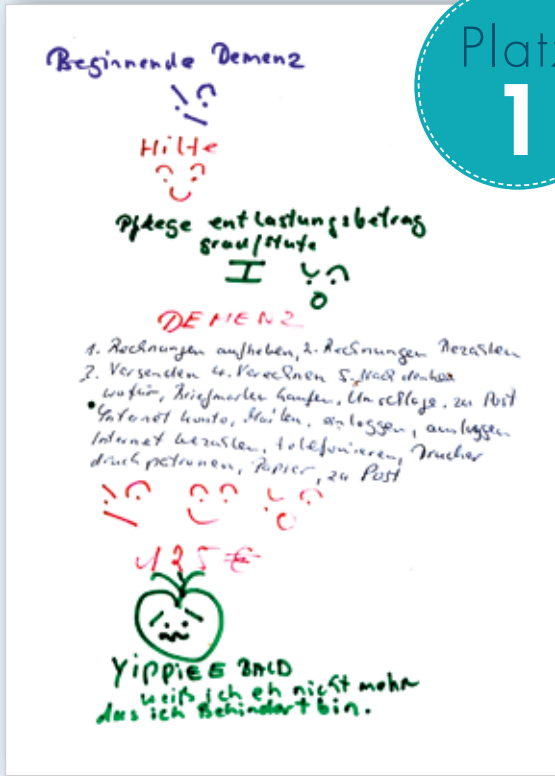 Platz
1
Beginnende Demenz
Hilfe
Pflege entlastungsbetrag
grad/stufe
I
DEMENZ
1. Rechnungen aufheben, 2. Rechnungen Bezahlen
3. Versenden 4. Verechnen 5. Nach denken
wofür, Briefmarken kaufen, Umschläge, zu Post
• Internet konto, Mailen, einloggen, ausloggen
Internet bezahlen, telefonieren, Drucker
druckpatronen, Papier, zu Post
125 €
YIPPIEE BALD
weiß ich eh nicht mehr
das ich Behindert bin.